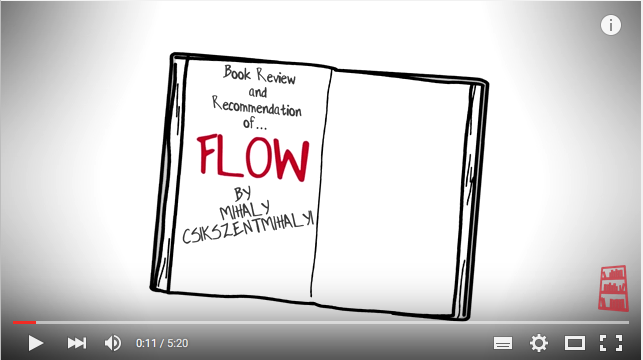 Book Review
and
Recommendation
of...
FLOW
BY
MIHALY
CSIKSZENTMIHALYI
0:11 / 5:20